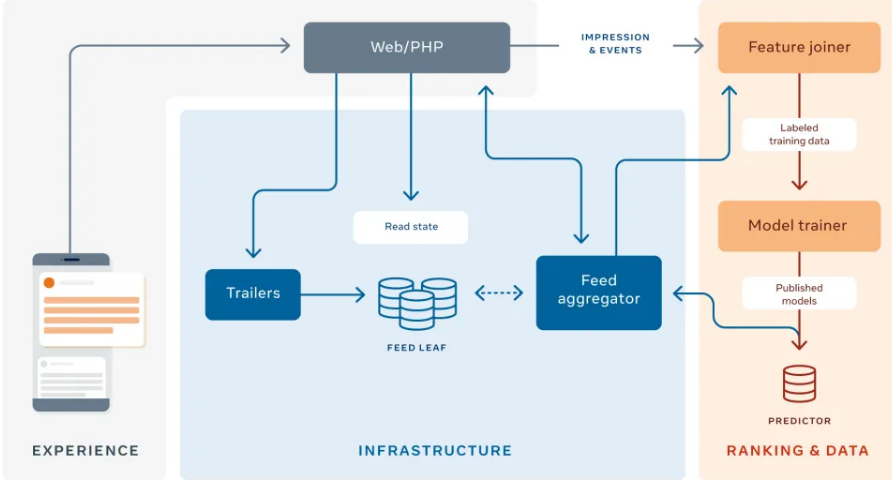 Web/PHP
IMPRESSION
& EVENTS
Feature joiner
Labeled
training data
Read state
Model trainer
Trailers
Feed
aggregator
Published
models
FEED LEAF
PREDICTOR
EXPERIENCE
INFRASTRUCTURE
RANKING & DATA